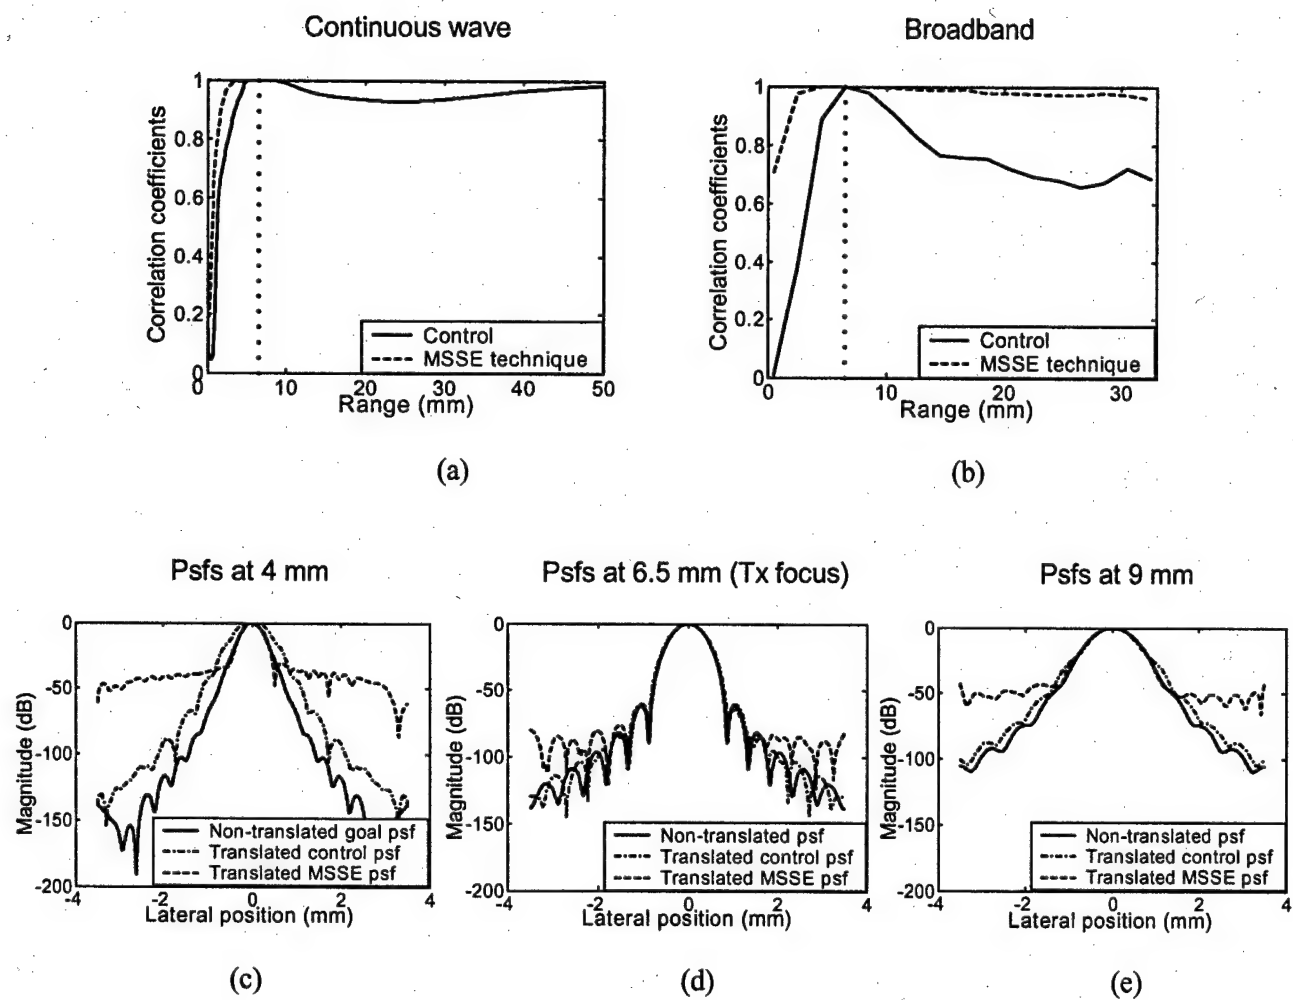 Continuous wave
Broadband
Correlation coefficients
1
0.8
0.6
0.4
0.2
0
0
10
20
30
40
50
Range (mm)
Control
MSSE technique
(a)
Correlation coefficients
1
0.8
0.6
0.4
0.2
0
0
10
20
30
Range (mm)
Control
MSSE technique
(b)
Psfs at 4 mm
Magnitude (dB)
0
-50
-100
-150
-200
-4
-2
0
2
4
Lateral position (mm)
Non-translated goal psf
Translated control psf
Translated MSSE psf
(c)
Psfs at 6.5 mm (Tx focus)
Magnitude (dB)
0
-50
-100
-150
-200
-4
-2
0
2
4
Lateral position (mm)
Non-translated psf
Translated control psf
Translated MSSE psf
(d)
Psfs at 9 mm
Magnitude (dB)
0
-50
-100
-150
-200
-4
-2
0
2
4
Lateral position (mm)
Non-translated psf
Translated control psf
Translated MSSE psf
(e)